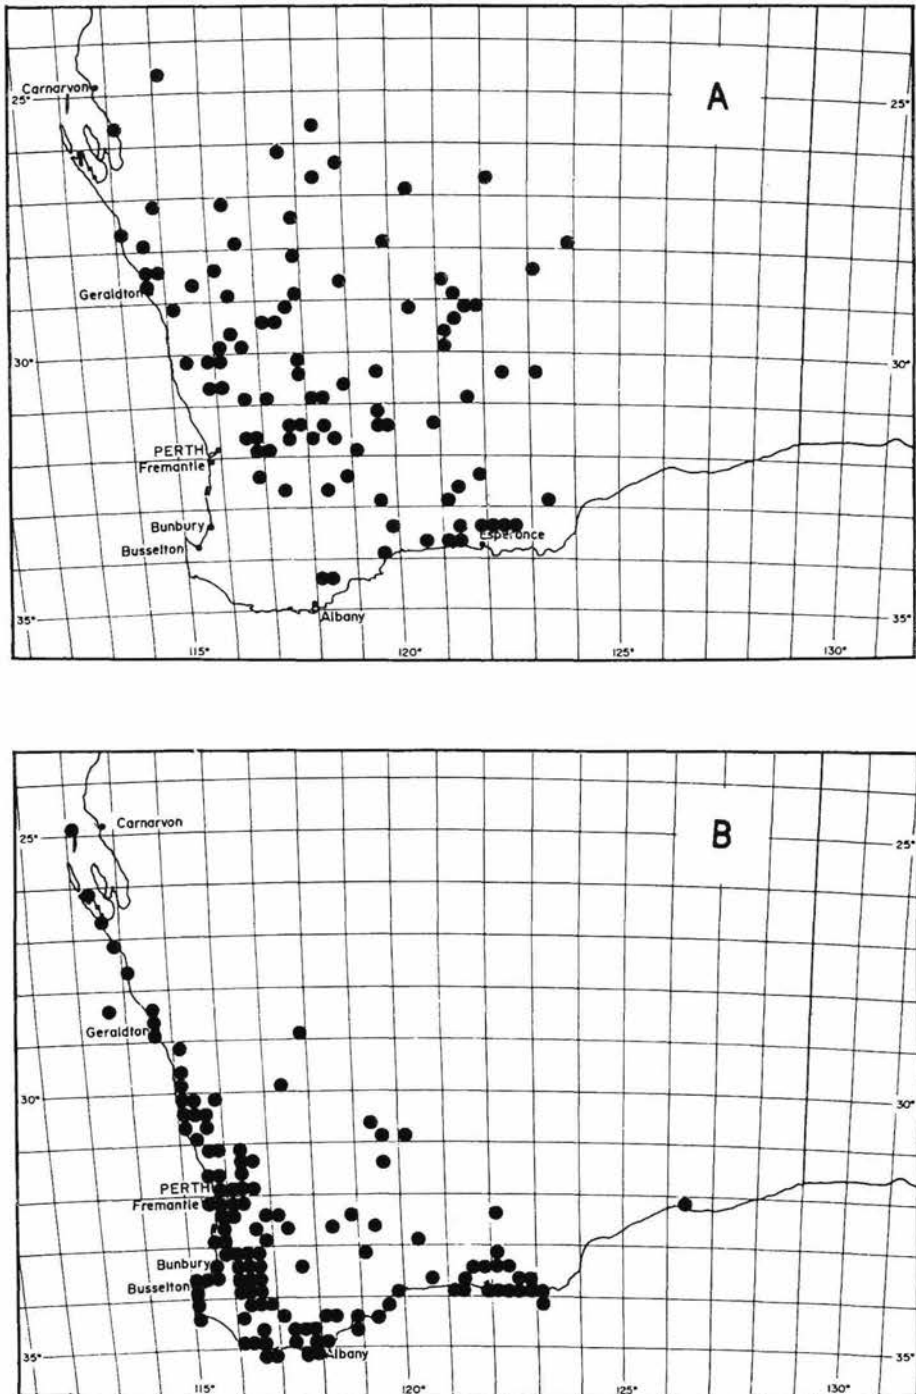 A
Carnarvon
25° 25°
Geraldton
30° 30°
PERTH
Fremantle
Bunbury
Esperance
Busselton
Albany
35° 35°
115° 120° 125° 130°
B
Carnarvon
25° 25°
Geraldton
30° 30°
PERTH
Fremantle
Bunbury
Busselton
Albany
35° 35°
115° 120° 125° 130°